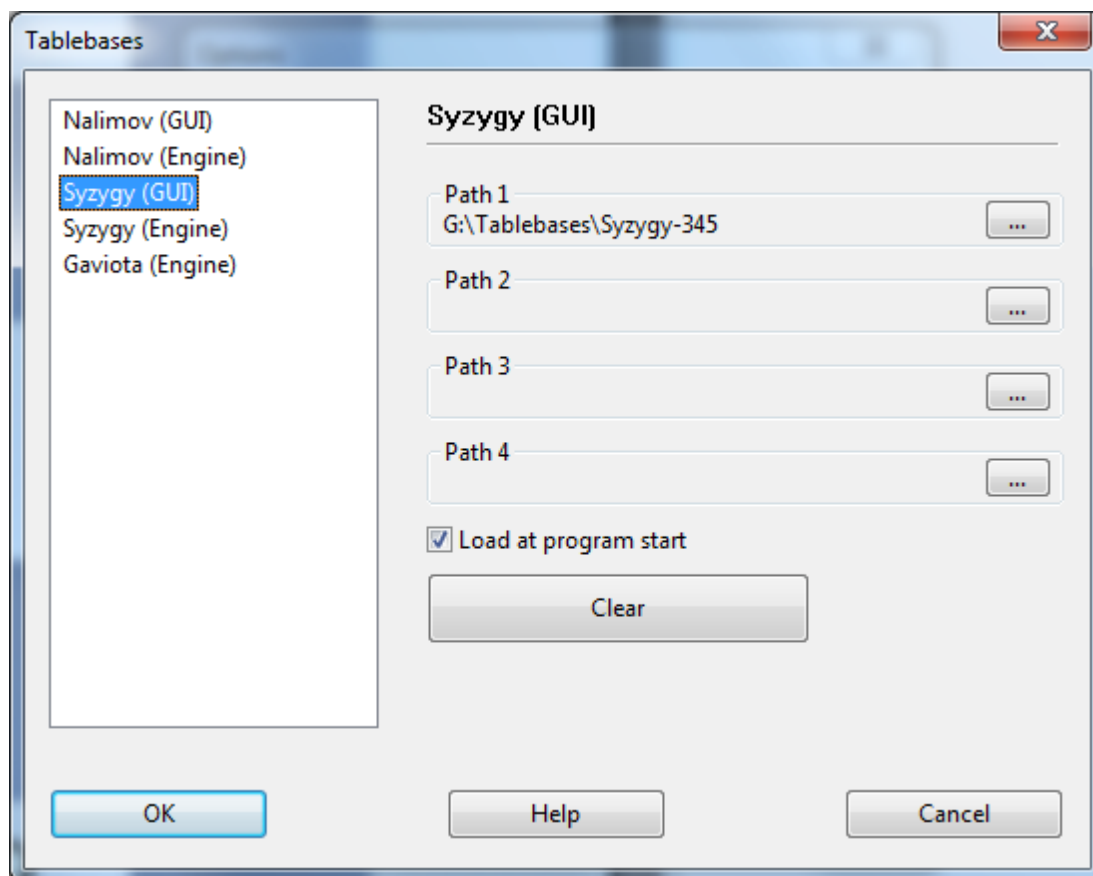 Tablebases
Nalimov (GUI)
Nalimov (Engine)
Syzygy (GUI)
Syzygy (Engine)
Gaviota (Engine)
Syzygy (GUI)
Path 1
G:\Tablebases\Syzygy-345
...
Path 2
...
Path 3
...
Path 4
...
Load at program start
Clear
OK
Help
Cancel